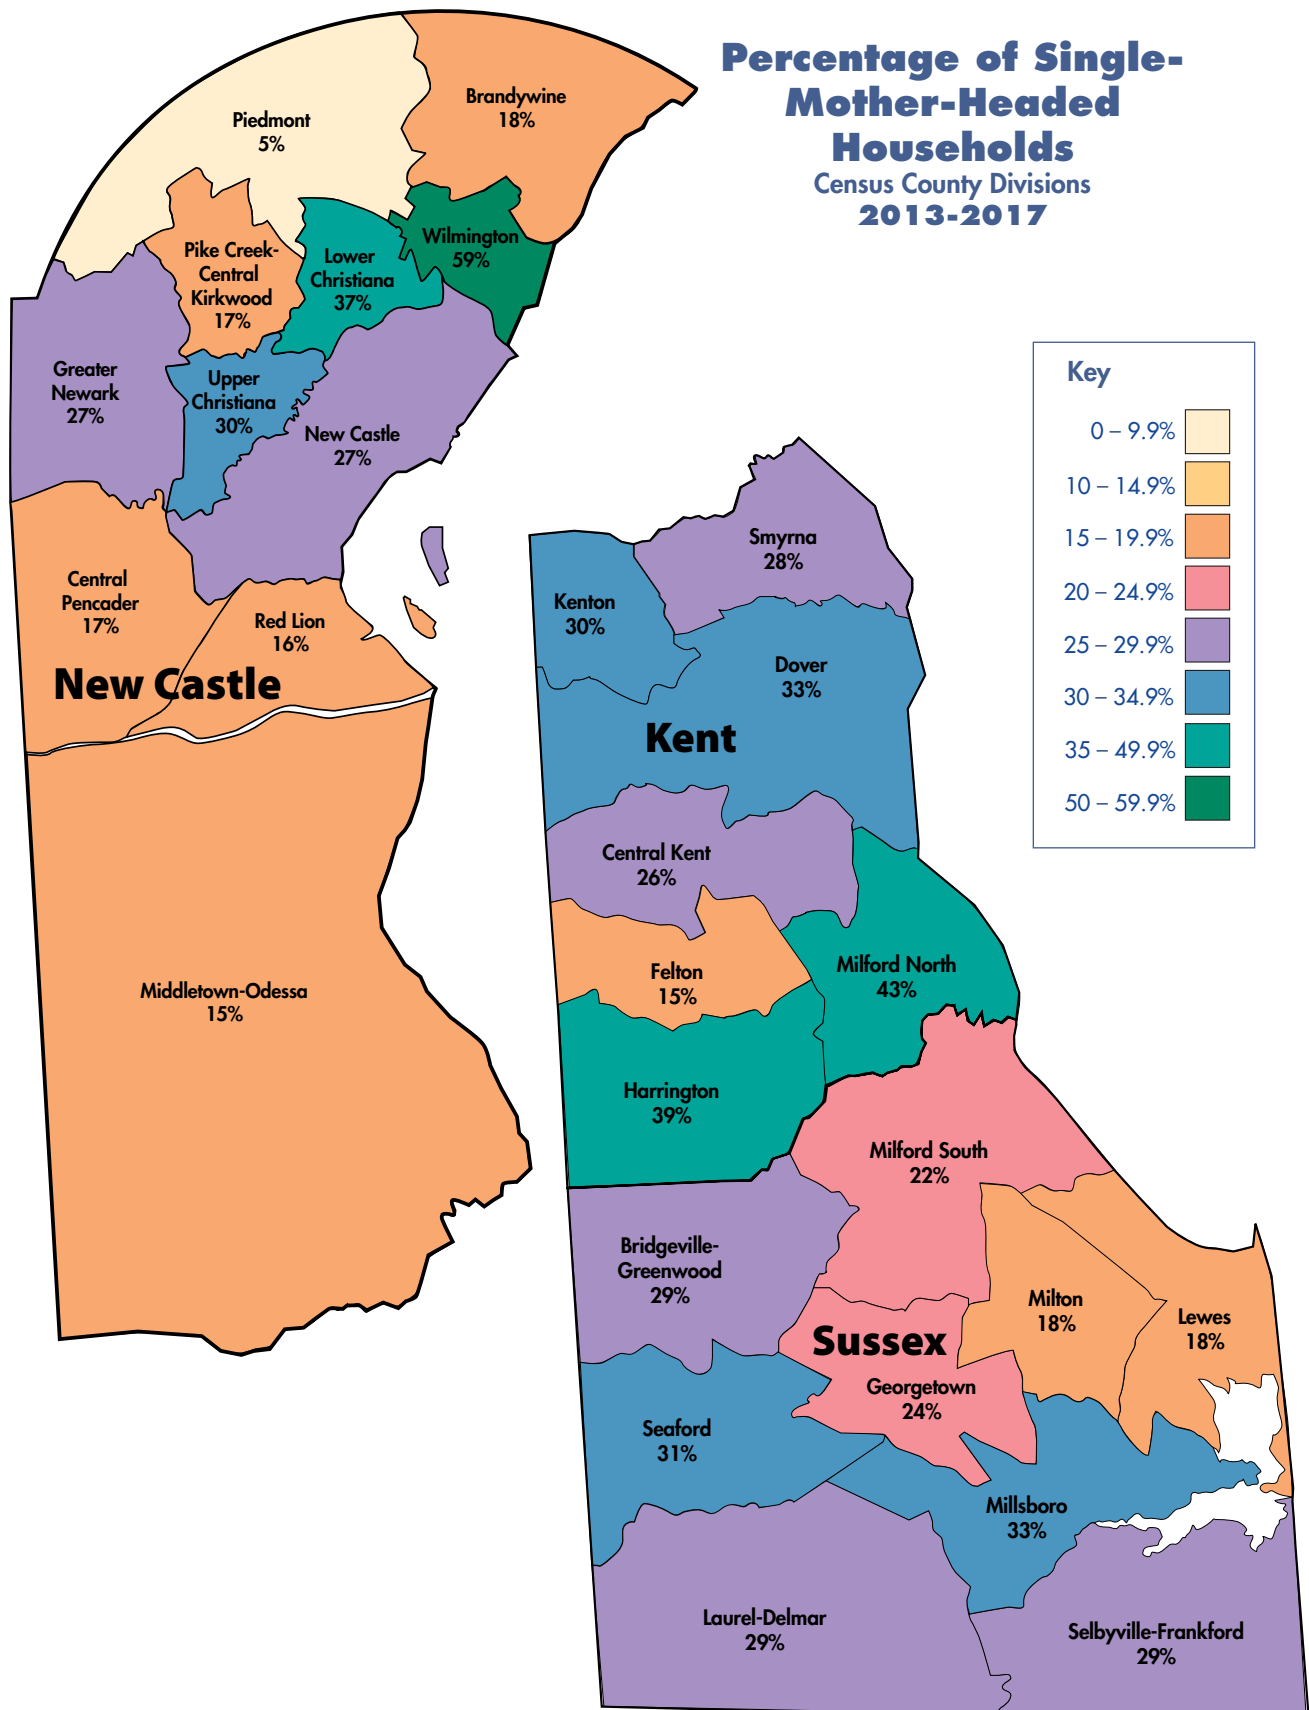 Percentage of Single-
Mother-Headed
Households
Census County Divisions
2013-2017
Piedmont
5%
Brandywine
18%
Pike Creek-
Central
Kirkwood
17%
Lower
Christiana
37%
Wilmington
59%
Greater
Newark
27%
Upper
Christiana
30%
New Castle
27%
Central
Pencader
17%
Red Lion
16%
New Castle
Middletown-Odessa
15%
Key
0 – 9.9%
10 – 14.9%
15 – 19.9%
20 – 24.9%
25 – 29.9%
30 – 34.9%
35 – 49.9%
50 – 59.9%
Smyrna
28%
Kenton
30%
Dover
33%
Kent
Central Kent
26%
Felton
15%
Milford North
43%
Harrington
39%
Milford South
22%
Bridgeville-
Greenwood
29%
Milton
18%
Lewes
18%
Sussex
Georgetown
24%
Seaford
31%
Millsboro
33%
Laurel-Delmar
29%
Selbyville-Frankford
29%